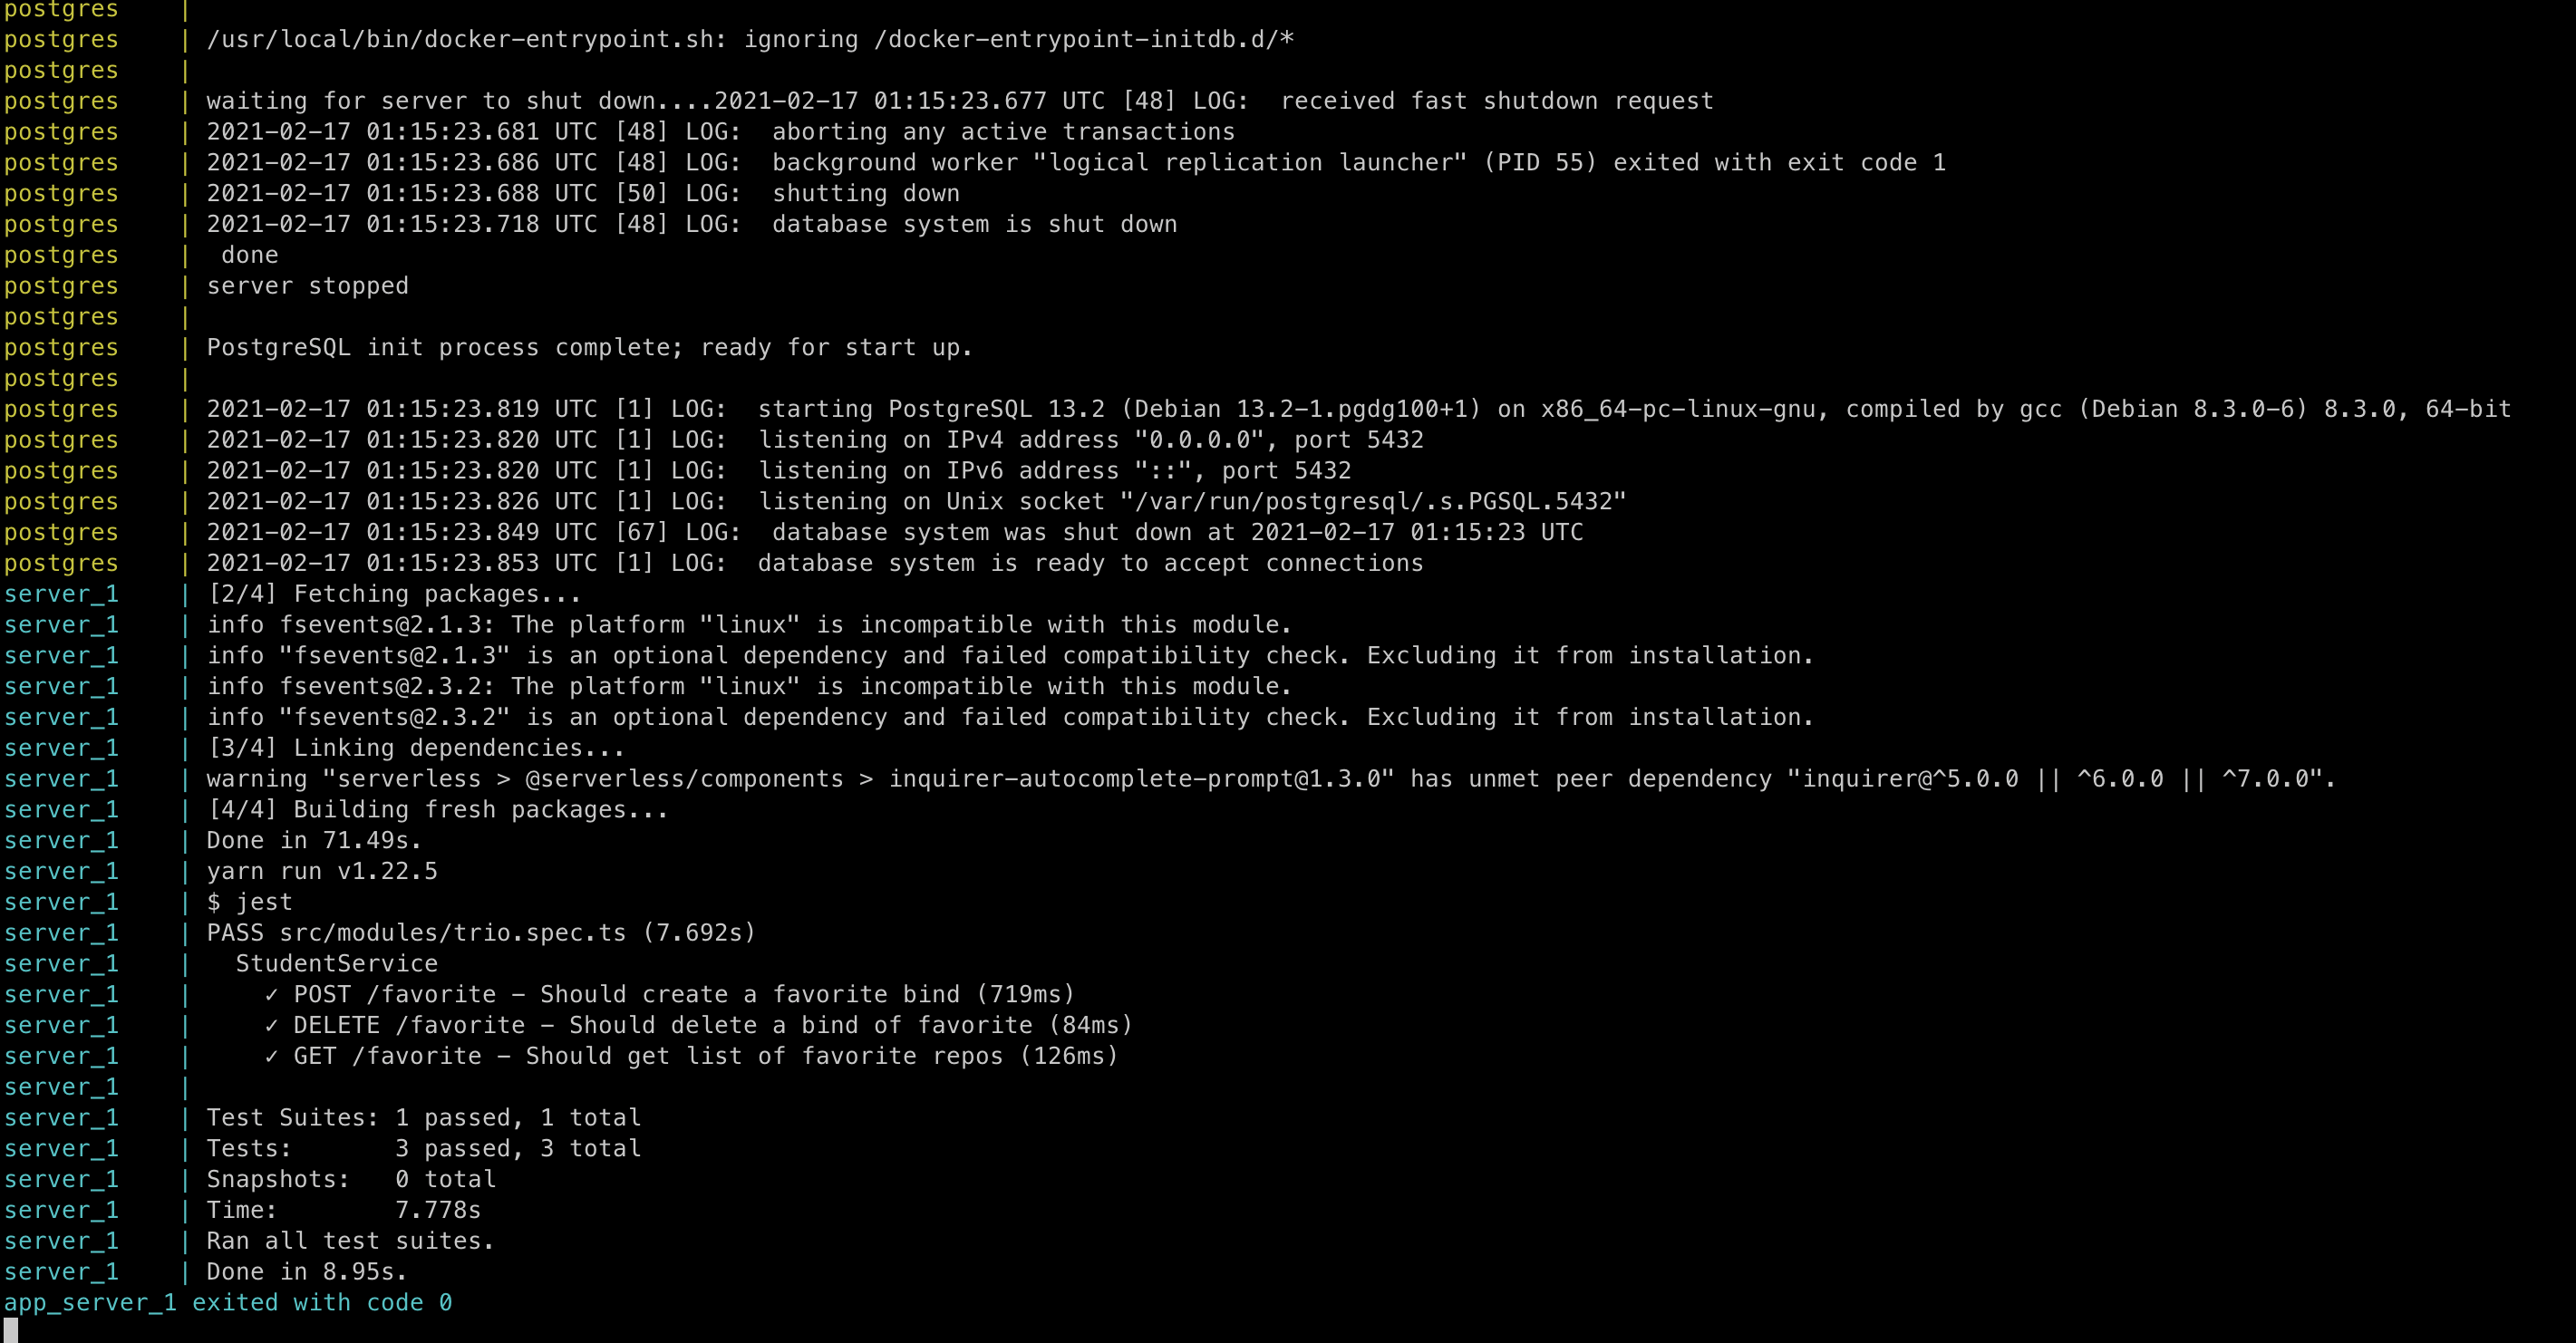 postgres    |
postgres    | /usr/local/bin/docker-entrypoint.sh: ignoring /docker-entrypoint-initdb.d/*
postgres    |
postgres    | waiting for server to shut down....2021-02-17 01:15:23.677 UTC [48] LOG:  received fast shutdown request
postgres    | 2021-02-17 01:15:23.681 UTC [48] LOG:  aborting any active transactions
postgres    | 2021-02-17 01:15:23.686 UTC [48] LOG:  background worker "logical replication launcher" (PID 55) exited with exit code 1
postgres    | 2021-02-17 01:15:23.688 UTC [50] LOG:  shutting down
postgres    | 2021-02-17 01:15:23.718 UTC [48] LOG:  database system is shut down
postgres    |  done
postgres    | server stopped
postgres    |
postgres    | PostgreSQL init process complete; ready for start up.
postgres    |
postgres    | 2021-02-17 01:15:23.819 UTC [1] LOG:  starting PostgreSQL 13.2 (Debian 13.2-1.pgdg100+1) on x86_64-pc-linux-gnu, compiled by gcc (Debian 8.3.0-6) 8.3.0, 64-bit
postgres    | 2021-02-17 01:15:23.820 UTC [1] LOG:  listening on IPv4 address "0.0.0.0", port 5432
postgres    | 2021-02-17 01:15:23.820 UTC [1] LOG:  listening on IPv6 address "::", port 5432
postgres    | 2021-02-17 01:15:23.826 UTC [1] LOG:  listening on Unix socket "/var/run/postgresql/.s.PGSQL.5432"
postgres    | 2021-02-17 01:15:23.849 UTC [67] LOG:  database system was shut down at 2021-02-17 01:15:23 UTC
postgres    | 2021-02-17 01:15:23.853 UTC [1] LOG:  database system is ready to accept connections
server_1    | [2/4] Fetching packages...
server_1    | info fsevents@2.1.3: The platform "linux" is incompatible with this module.
server_1    | info "fsevents@2.1.3" is an optional dependency and failed compatibility check. Excluding it from installation.
server_1    | info fsevents@2.3.2: The platform "linux" is incompatible with this module.
server_1    | info "fsevents@2.3.2" is an optional dependency and failed compatibility check. Excluding it from installation.
server_1    | [3/4] Linking dependencies...
server_1    | warning "serverless > @serverless/components > inquirer-autocomplete-prompt@1.3.0" has unmet peer dependency "inquirer@^5.0.0 || ^6.0.0 || ^7.0.0".
server_1    | [4/4] Building fresh packages...
server_1    | Done in 71.49s.
server_1    | yarn run v1.22.5
server_1    | $ jest
server_1    | PASS src/modules/trio.spec.ts (7.692s)
server_1    |   StudentService
server_1    |     ✓ POST /favorite – Should create a favorite bind (719ms)
server_1    |     ✓ DELETE /favorite – Should delete a bind of favorite (84ms)
server_1    |     ✓ GET /favorite – Should get list of favorite repos (126ms)
server_1    |
server_1    | Test Suites: 1 passed, 1 total
server_1    | Tests:       3 passed, 3 total
server_1    | Snapshots:   0 total
server_1    | Time:        7.778s
server_1    | Ran all test suites.
server_1    | Done in 8.95s.
app_server_1 exited with code 0